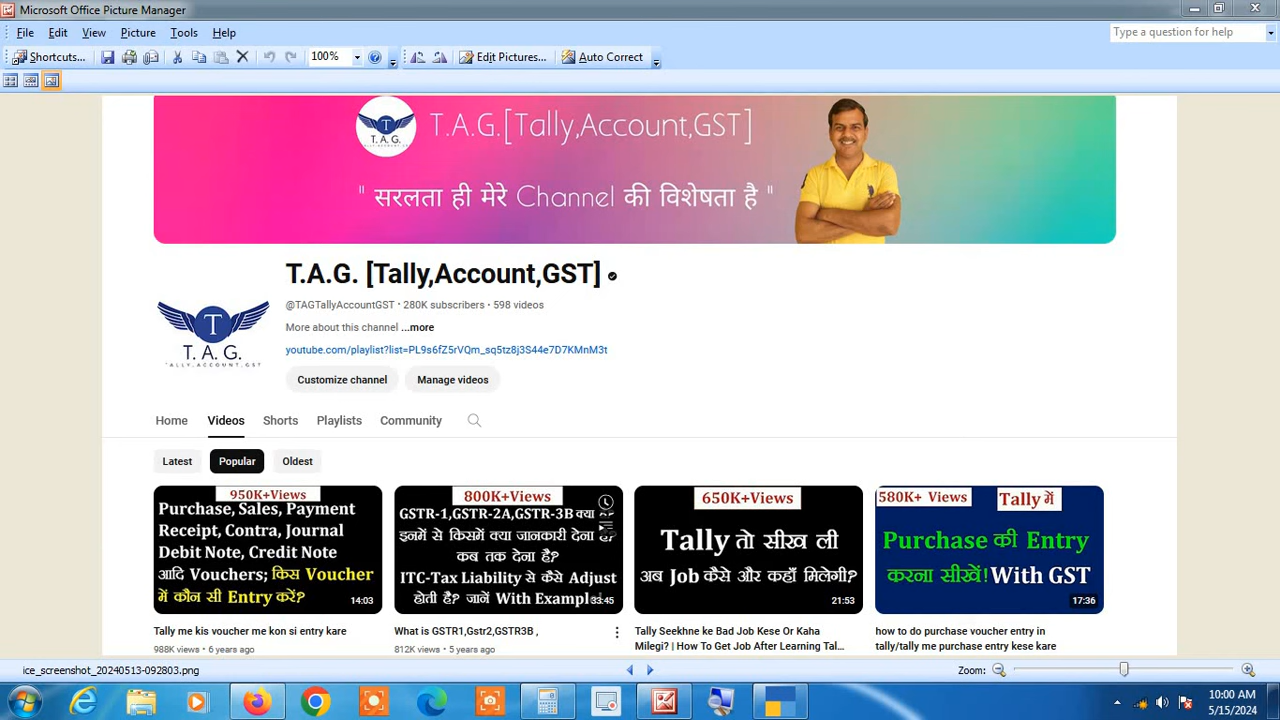 Microsoft Office Picture Manager
File Edit View Picture Tools Help
Type a question for help
Shortcuts... 100% Edit Pictures... Auto Correct
T.A.G.[Tally,Account,GST]
T
T. A. G.
" सरलता ही मेरे Channel की विशेषता है "
T.A.G. [Tally,Account,GST]
@TAGTallyAccountGST • 280K subscribers • 598 videos
T
T. A. G.
TALLY,ACCOUNT,GST
More about this channel ...more
youtube.com/playlist?list=PL9s6fZ5rVQm_sq5tz8j3S44e7D7KMnM3t
Customize channel Manage videos
Home Videos Shorts Playlists Community
Latest Popular Oldest
950K+Views
Purchase, Sales, Payment
Receipt, Contra, Journal
Debit Note, Credit Note
आदि Vouchers; किस Voucher
में कौन सी Entry करें?
14:03
Tally me kis voucher me kon si entry kare
988K views • 6 years ago
800K+Views
GSTR-1,GSTR-2A,GSTR-3B क्या
इनमें से किसमें क्या जानकारी देना है?
कब तक देना है?
ITC-Tax Liability से कैसे Adjust
होती है? जानें With Example
33:45
What is GSTR1,Gstr2,GSTR3B ,
812K views • 5 years ago
650K+Views
Tally तो सीख ली
अब Job कैसे और कहाँ मिलेगी?
21:53
Tally Seekhne ke Bad Job Kese Or Kaha
Milegi? | How To Get Job After Learning Tal...
580K+ Views Tally में
Purchase की Entry
करना सीखें! With GST
17:36
how to do purchase voucher entry in
tally/tally me purchase entry kese kare
ice_screenshot_20240513-092803.png
Zoom:
10:00 AM
5/15/2024